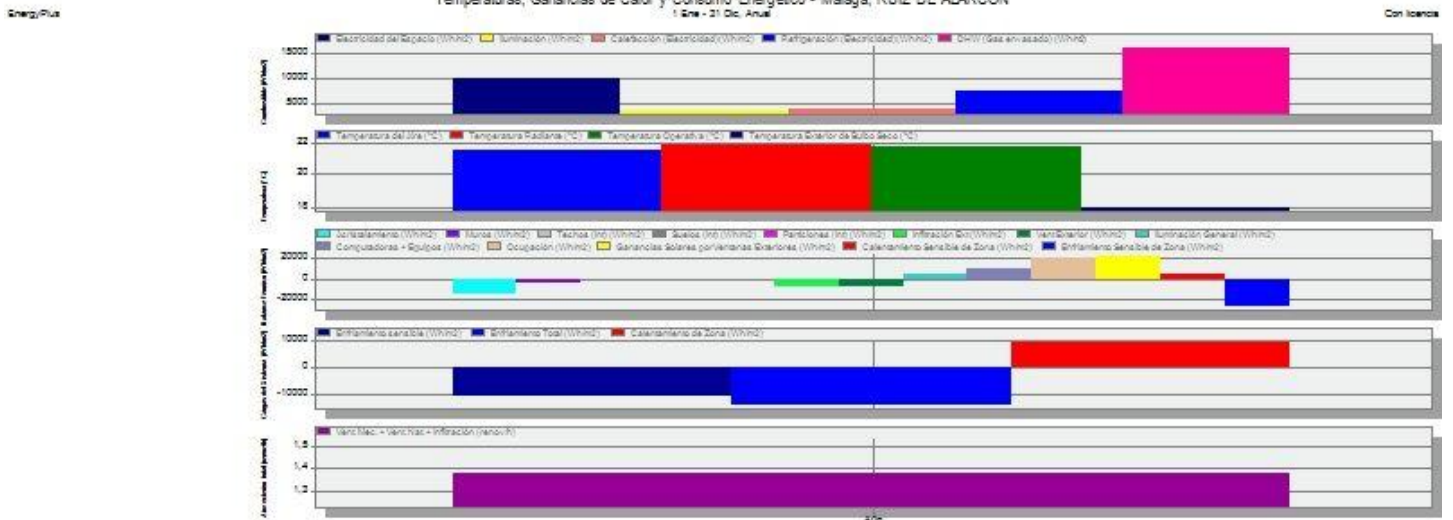 Temperaturas, Ganancias de Calor y Consumo Energético - Málaga, RUIZ DE ALARCÓN
EnergyPlus
1 Ene - 31 Dic, Anual
Con licencia
Electricidad del Espacio (Wh/m2) Iluminación (Wh/m2) Calefacción (Electricidad) (Wh/m2) Refrigeración (Electricidad) (Wh/m2) DHW (Gas envasado) (Wh/m2)
15000
10000
5000
Temperatura del Aire (°C) Temperatura Radiante (°C) Temperatura Operativa (°C) Temperatura Exterior de Bulbo Seco (°C)
22
20
18
Acristalamiento (Wh/m2) Muros (Wh/m2) Techos (int) (Wh/m2) Suelos (int) (Wh/m2) Particiones (int) (Wh/m2) Infiltración Ext (Wh/m2) Vent Exterior (Wh/m2) Iluminación General (Wh/m2)
Computadoras + Equipos (Wh/m2) Ocupación (Wh/m2) Ganancias Solares por Ventanas Exteriores (Wh/m2) Calentamiento Sensible de Zona (Wh/m2) Enfriamiento Sensible de Zona (Wh/m2)
20000
0
-20000
Enfriamiento sensible (Wh/m2) Enfriamiento Total (Wh/m2) Calentamiento de Zona (Wh/m2)
10000
0
-10000
Vent Mec. + Vent Nat + Infiltración (renov/h)
1,4